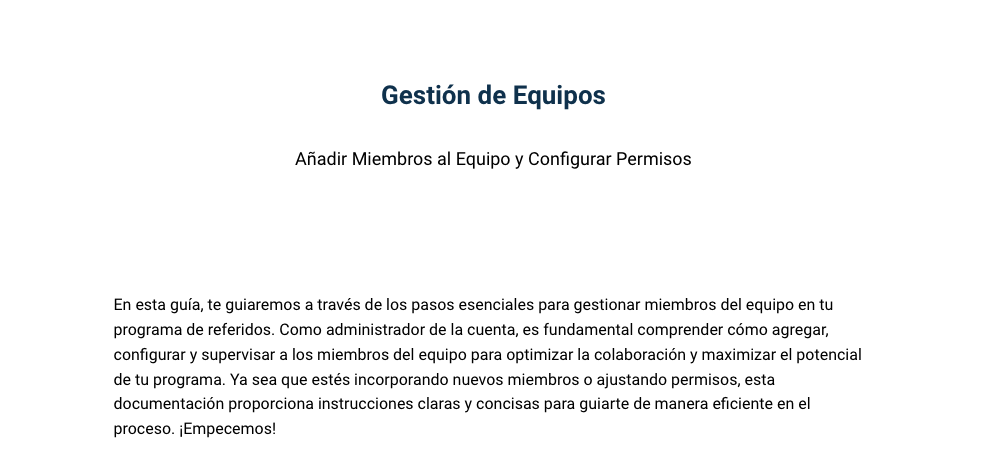 Gestión de Equipos
Añadir Miembros al Equipo y Configurar Permisos
En esta guía, te guiaremos a través de los pasos esenciales para gestionar miembros del equipo en tu
programa de referidos. Como administrador de la cuenta, es fundamental comprender cómo agregar,
configurar y supervisar a los miembros del equipo para optimizar la colaboración y maximizar el potencial
de tu programa. Ya sea que estés incorporando nuevos miembros o ajustando permisos, esta
documentación proporciona instrucciones claras y concisas para guiarte de manera eficiente en el
proceso. ¡Empecemos!